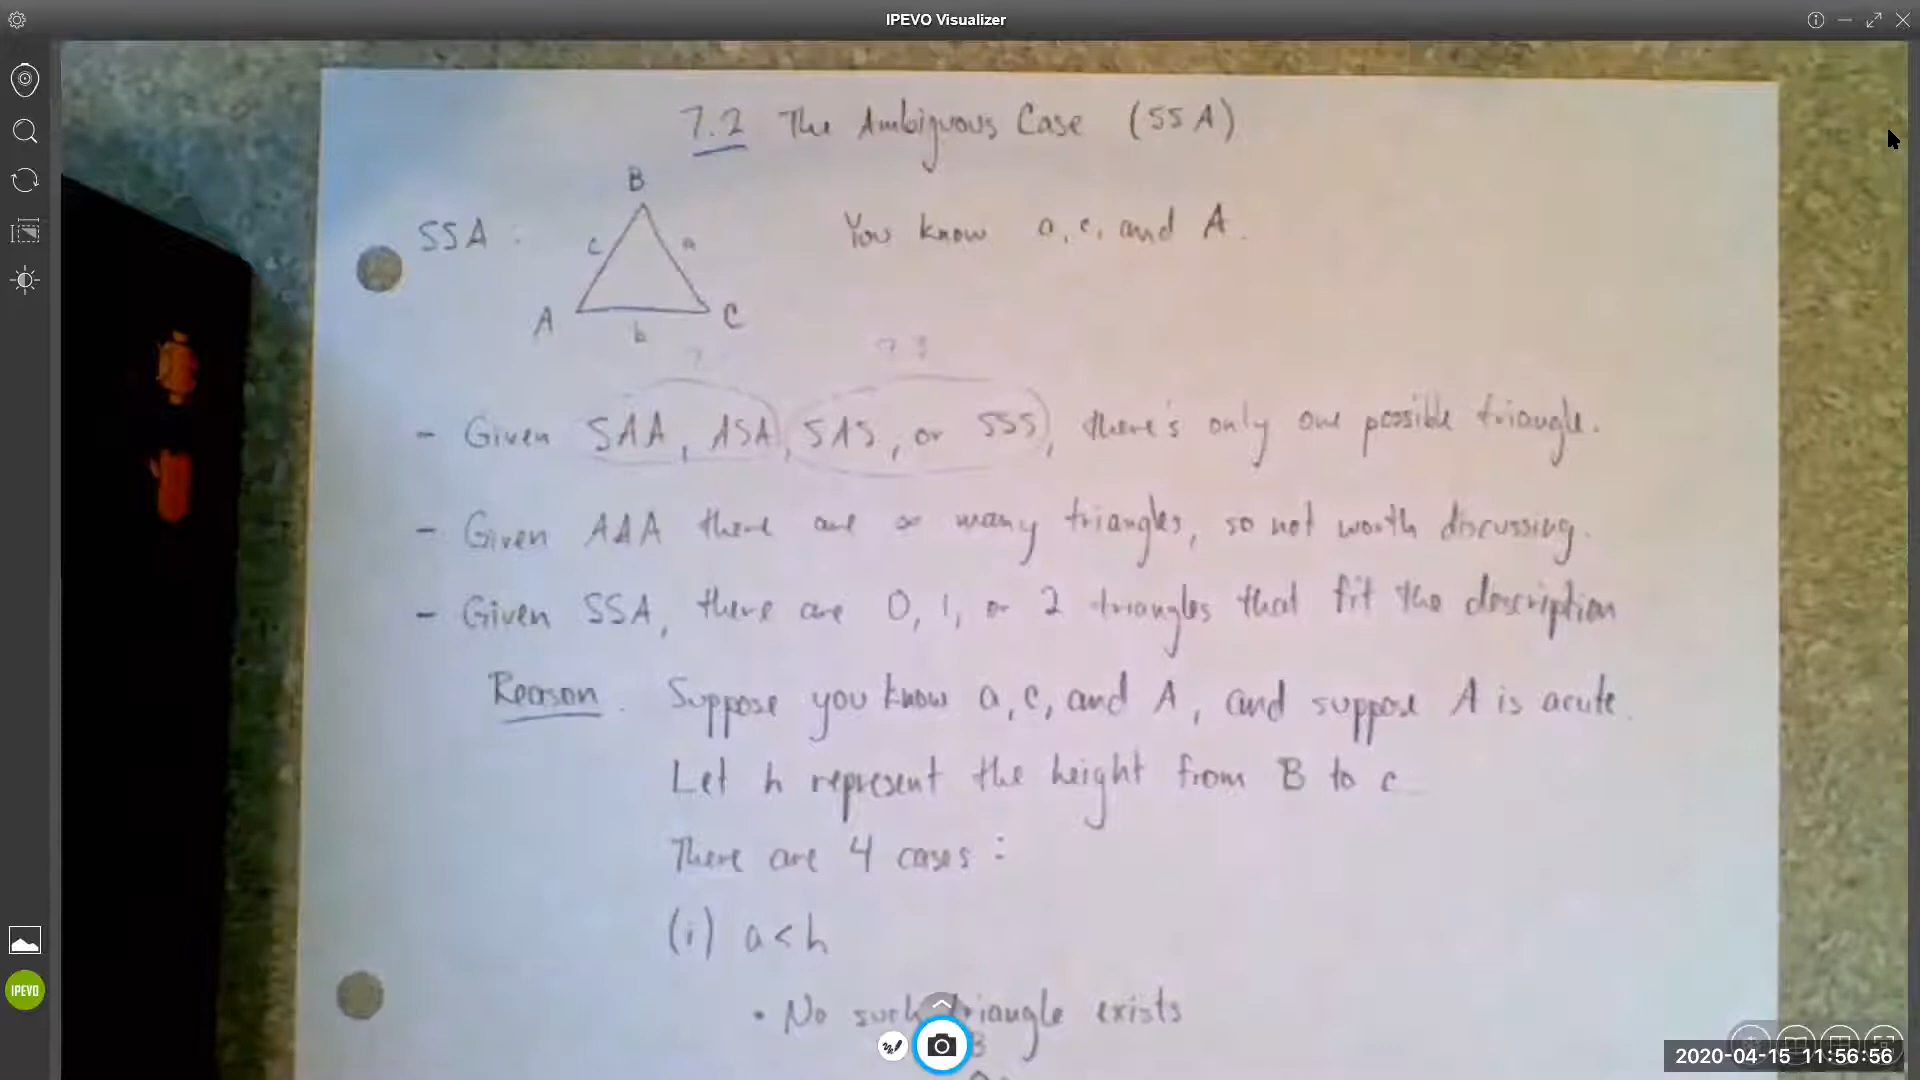 IPEVO Visualizer
7.2 The Ambiguous Case (SSA)
B
SSA :
c
a
You know a, c, and A.
A
C
b
7.3
- Given SAA, ASA, SAS, or SSS, there's only one possible triangle.
- Given AAA there are ∞ many triangles, so not worth discussing.
- Given SSA, there are 0, 1, or 2 triangles that fit the description
Reason. Suppose you know a, c, and A, and suppose A is acute.
Let h represent the height from B to c
There are 4 cases :
(i) a < h
• No such triangle exists
B
IPEVO
2020-04-15 11:56:56